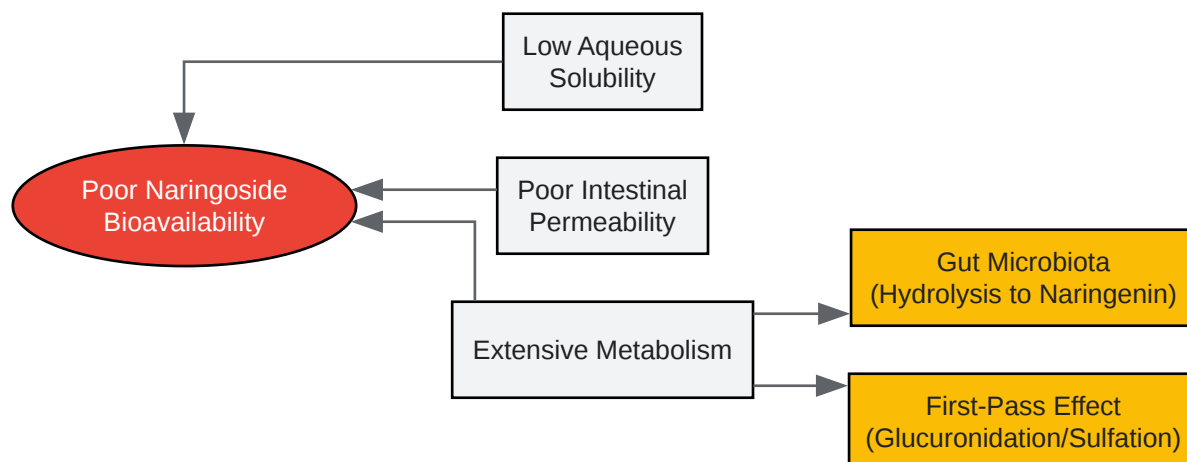 Low Aqueous
Solubility
Poor Naringoside
Bioavailability
Poor Intestinal
Permeability
Gut Microbiota
(Hydrolysis to Naringenin)
Extensive Metabolism
First-Pass Effect
(Glucuronidation/Sulfation)